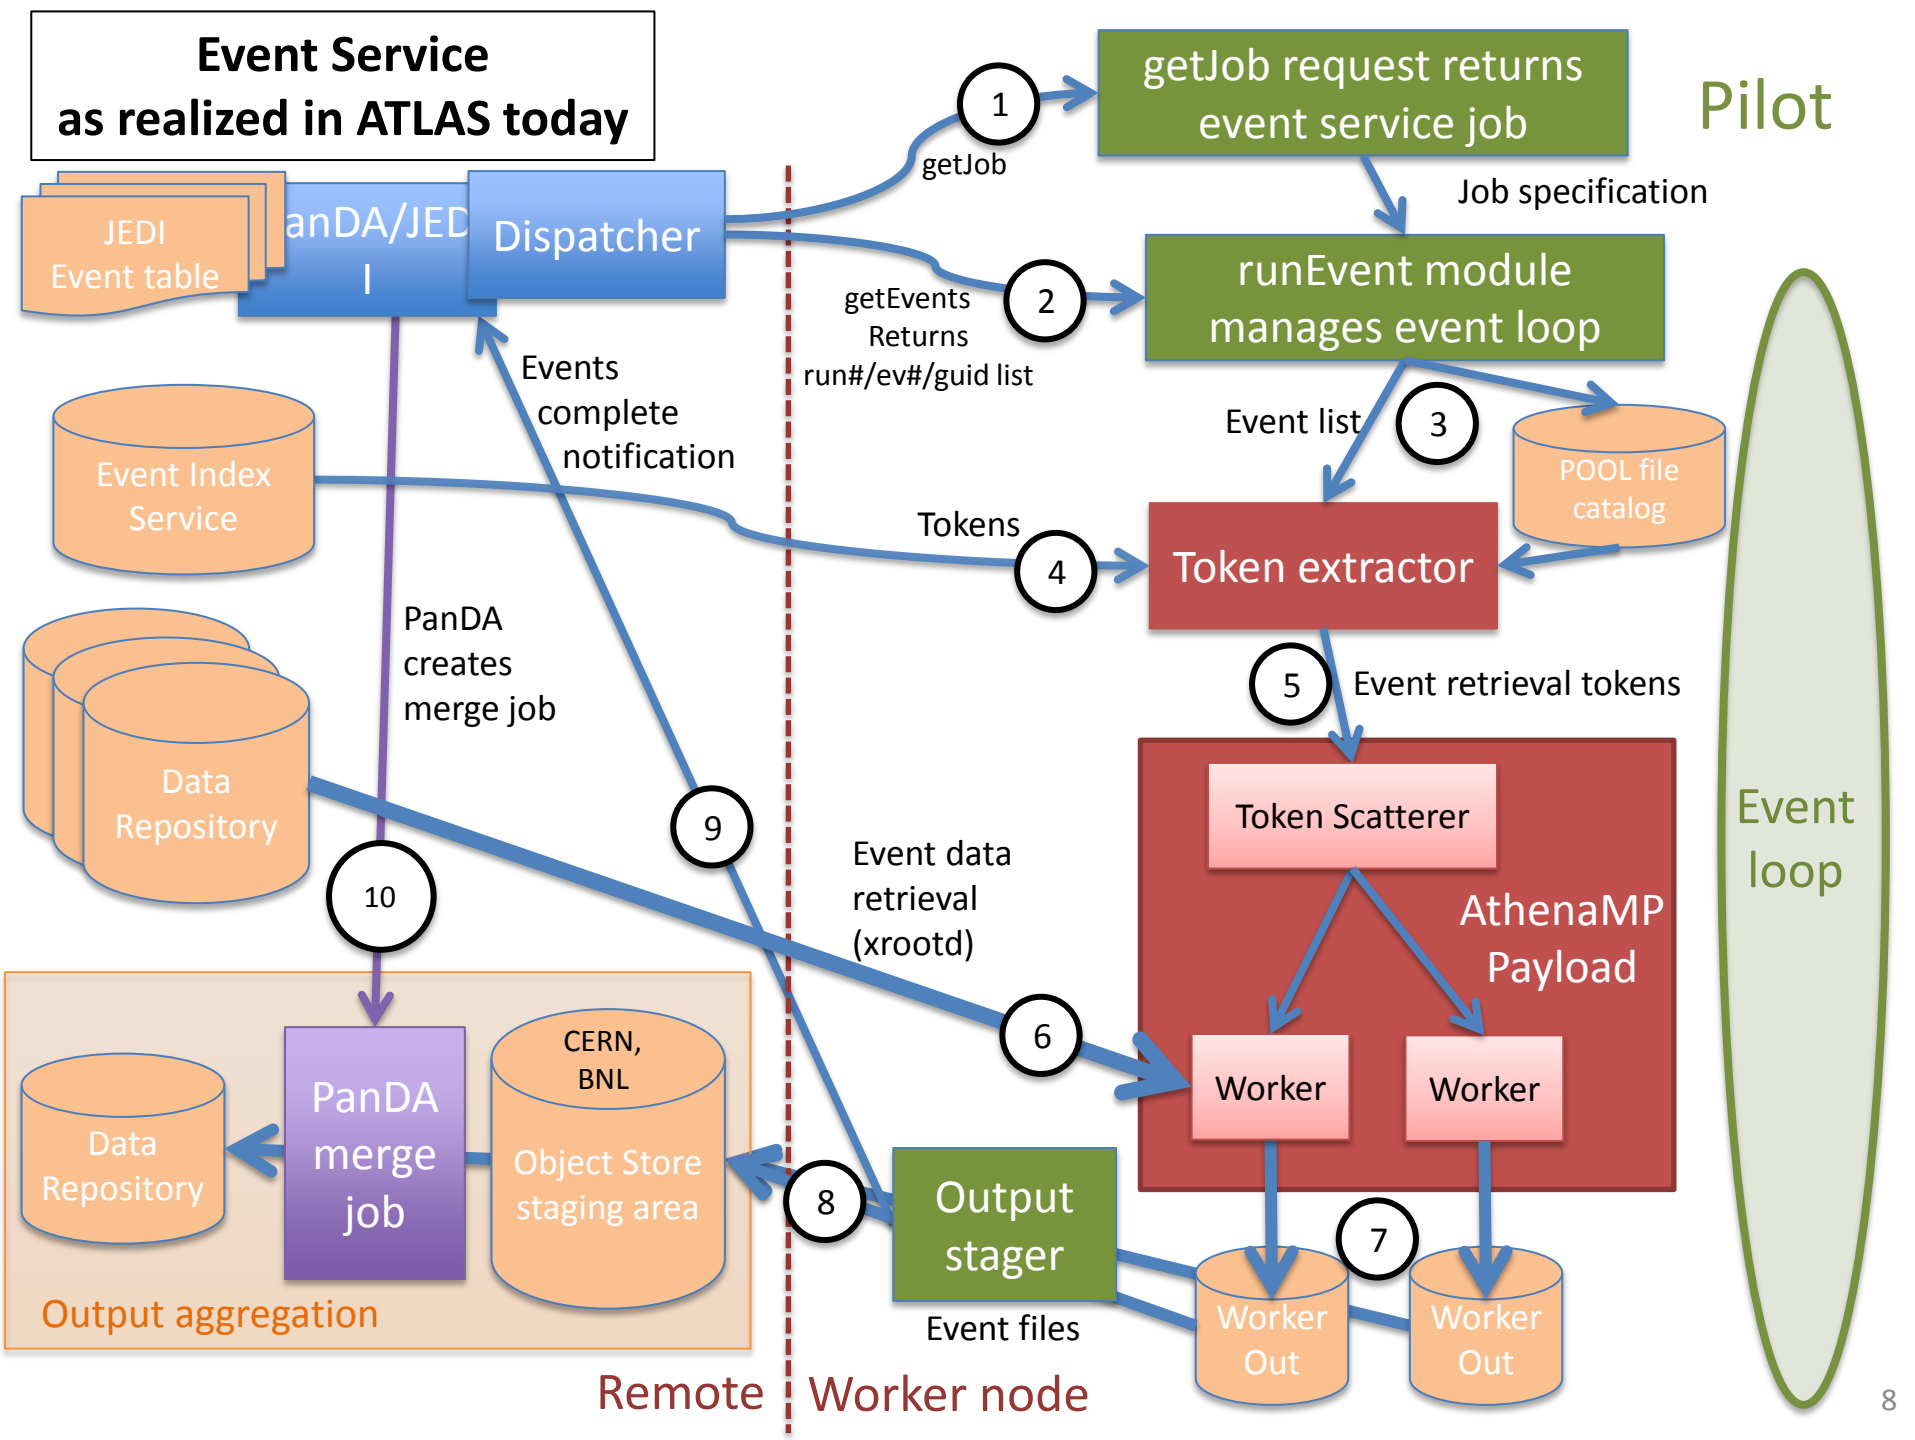 Event Service
as realized in ATLAS today
1
getJob
getJob request returns
event service job
Pilot
Job specification
JEDI
Event table
anDA/JED
I
Dispatcher
2
getEvents
Returns
run#/ev#/guid list
runEvent module
manages event loop
Events
complete
notification
Event list
3
POOL file
catalog
Event Index
Service
Tokens
4
Token extractor
PanDA
creates
merge job
5
Event retrieval tokens
Data
Repository
9
Token Scatterer
Event
loop
Event data
retrieval
(xrootd)
10
AthenaMP
Payload
6
Worker
Worker
CERN,
BNL
PanDA
merge
job
Data
Repository
Object Store
staging area
8
Output
stager
7
Output aggregation
Event files
Worker
Out
Worker
Out
Remote
Worker node
8